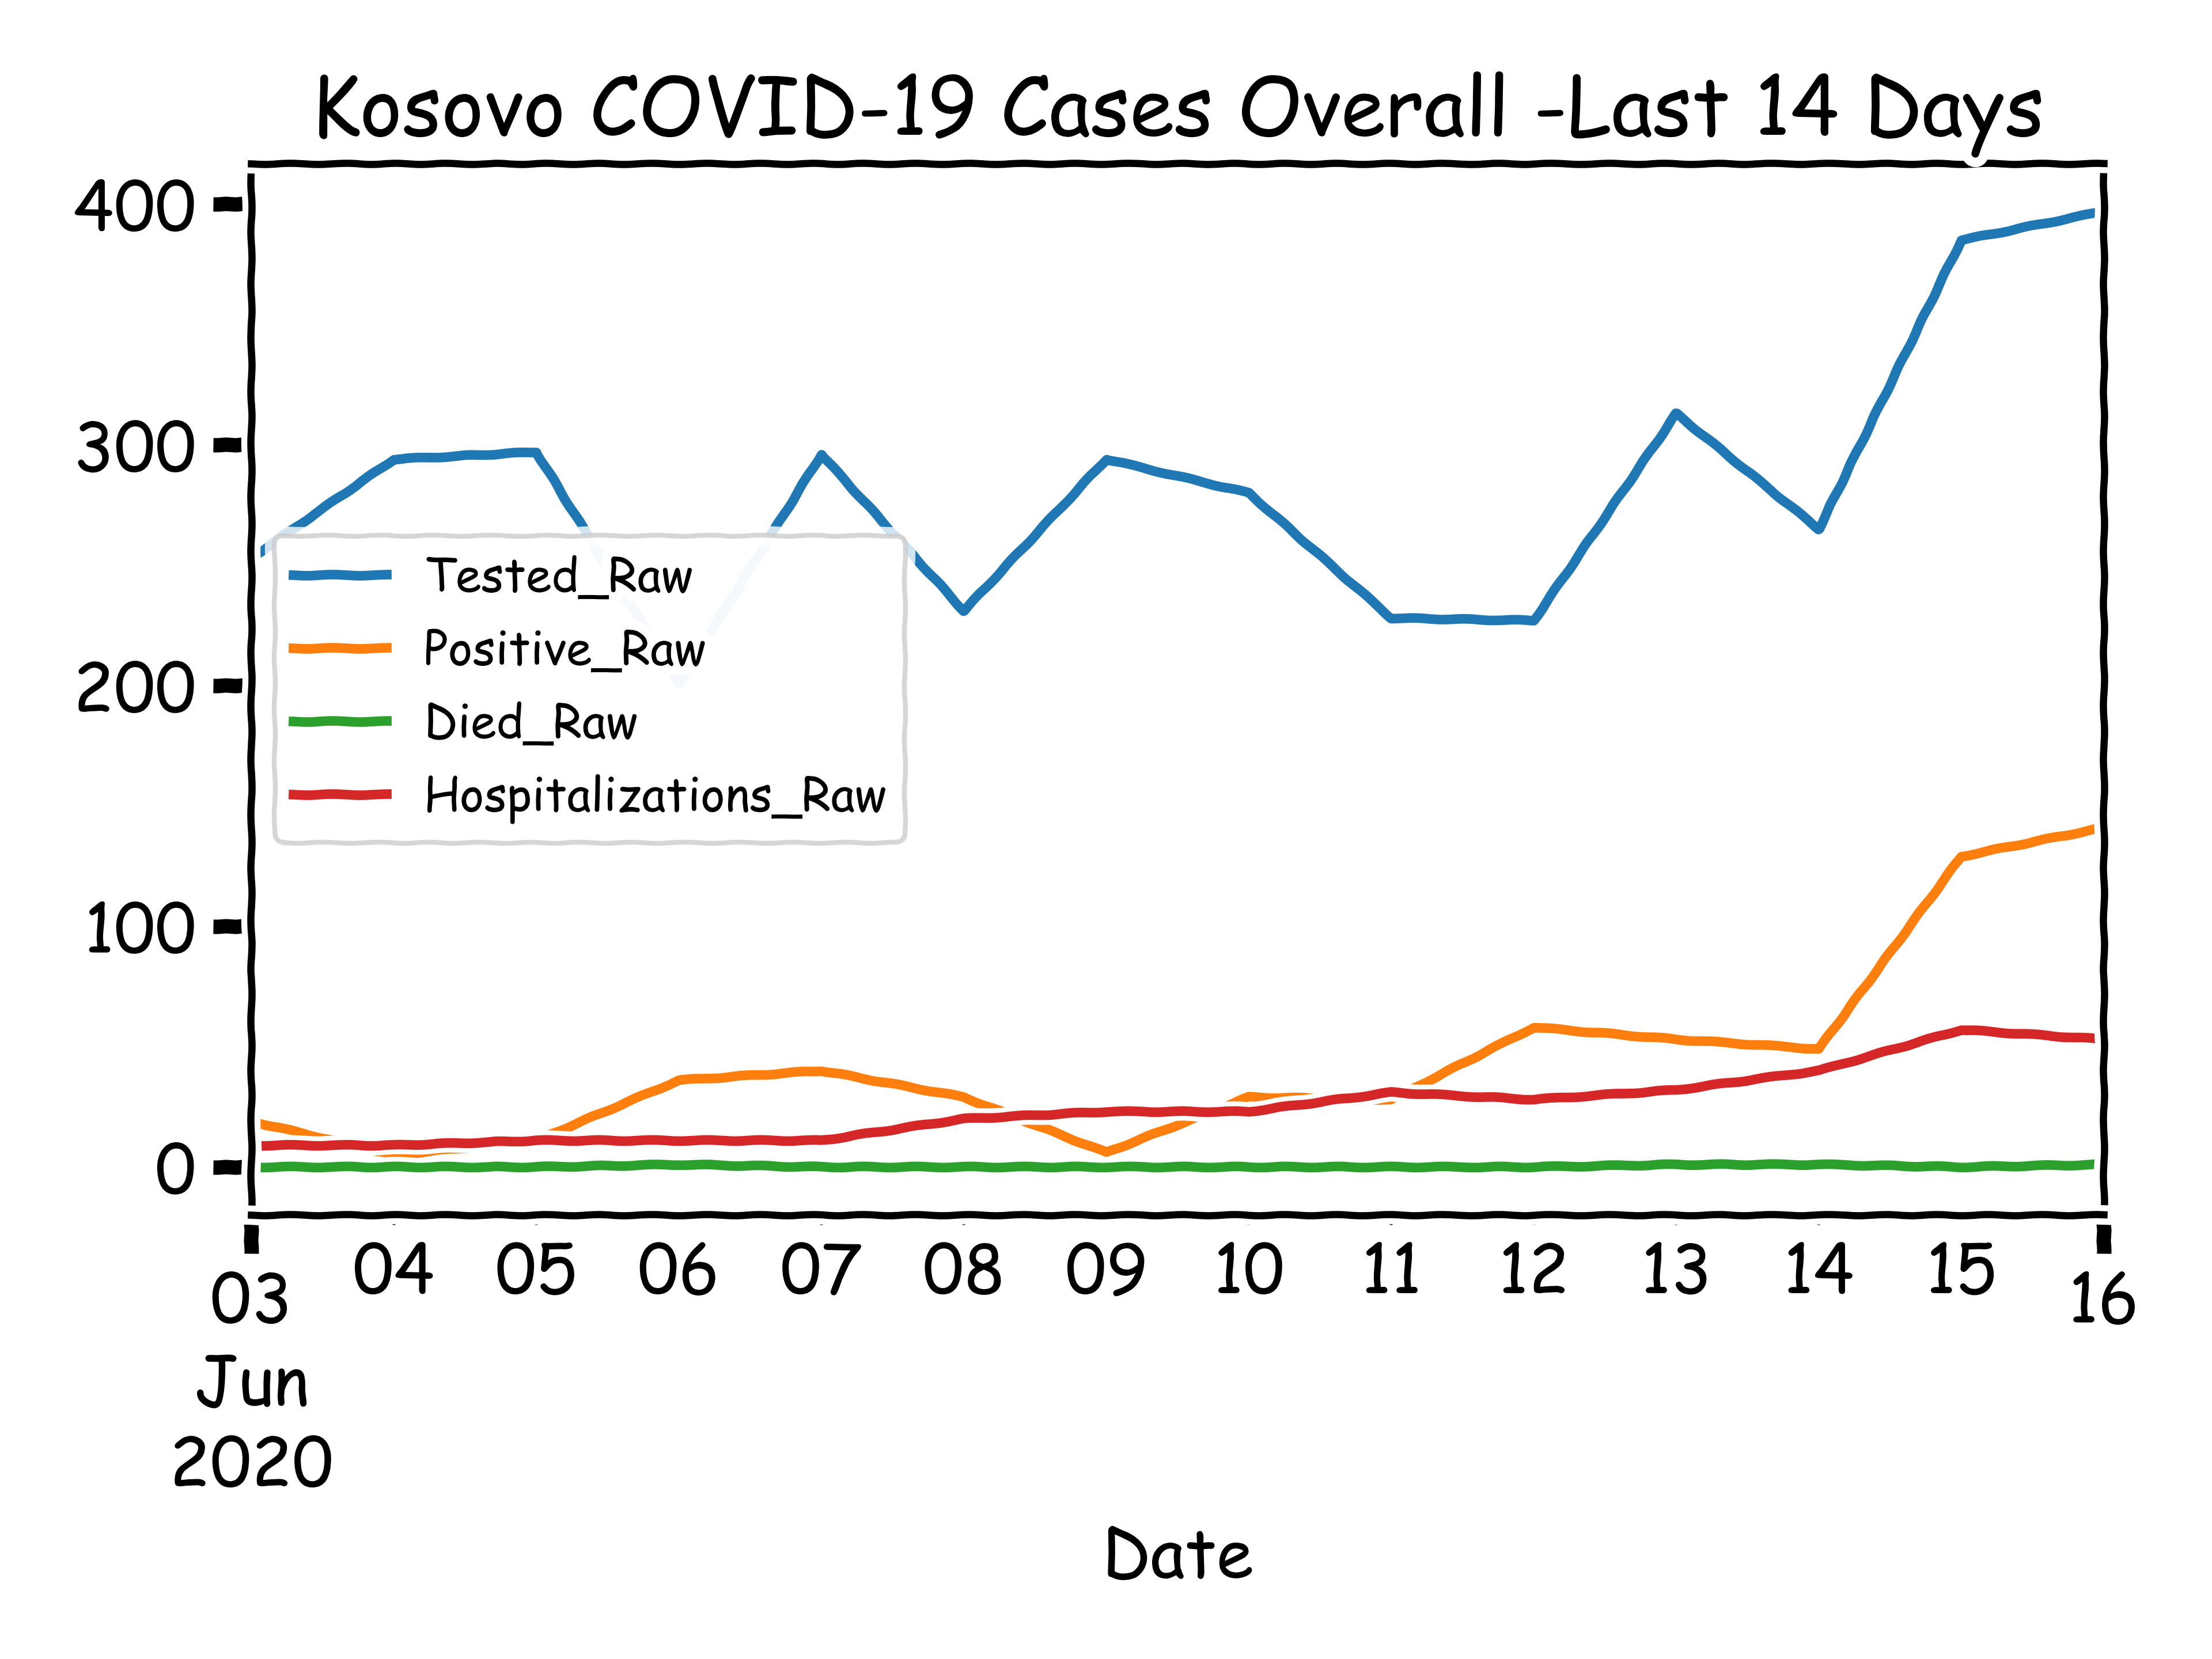 Kosovo COVID-19 Cases Overall -Last 14 Days
400
300
200
100
0
Tested_Raw
Positive_Raw
Died_Raw
Hospitalizations_Raw
03 04 05 06 07 08 09 10 11 12 13 14 15 16
Jun
2020
Date